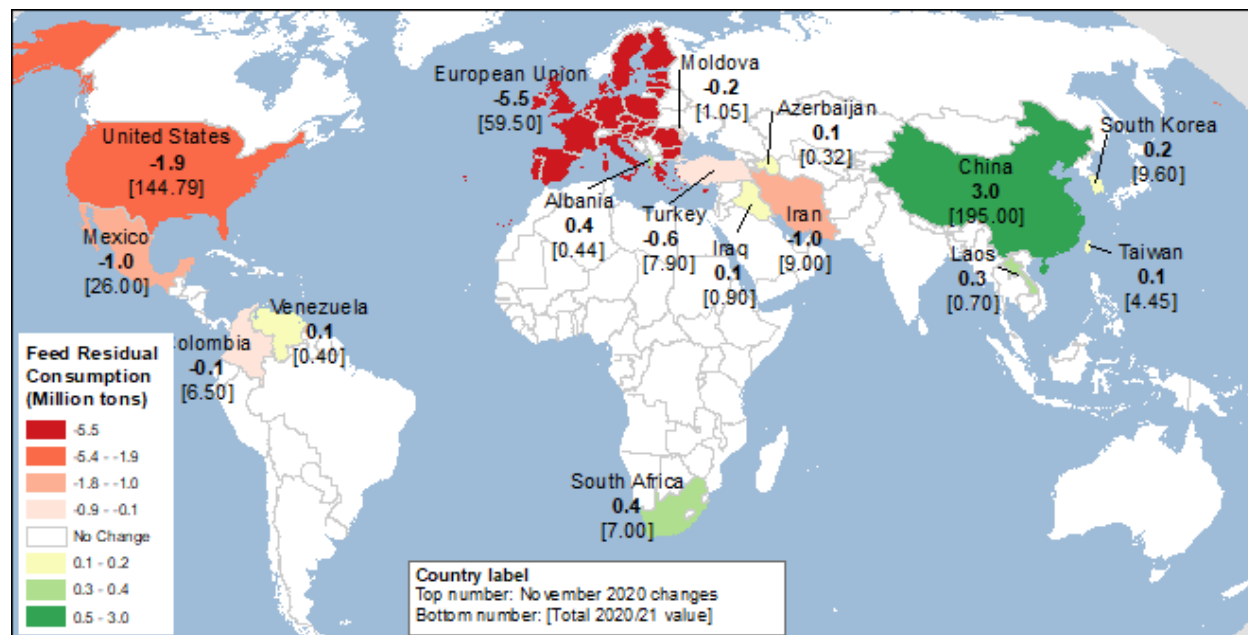 European Union
-5.5
[59.50]
Moldova
-0.2
[1.05]
Azerbaijan
0.1
[0.32]
South Korea
0.2
[9.60]
United States
-1.9
[144.79]
China
3.0
[195.00]
Mexico
-1.0
[26.00]
Albania
0.4
[0.44]
Turkey
-0.6
[7.90]
Iraq
0.1
[0.90]
Iran
-1.0
[9.00]
Laos
0.3
[0.70]
Taiwan
0.1
[4.45]
Venezuela
0.1
[0.40]
olombia
-0.1
[6.50]
South Africa
0.4
[7.00]
Feed Residual
Consumption
(Million tons)
-5.5
-5.4 - -1.9
-1.8 - -1.0
-0.9 - -0.1
No Change
0.1 - 0.2
0.3 - 0.4
0.5 - 3.0
Country label
Top number: November 2020 changes
Bottom number: [Total 2020/21 value]